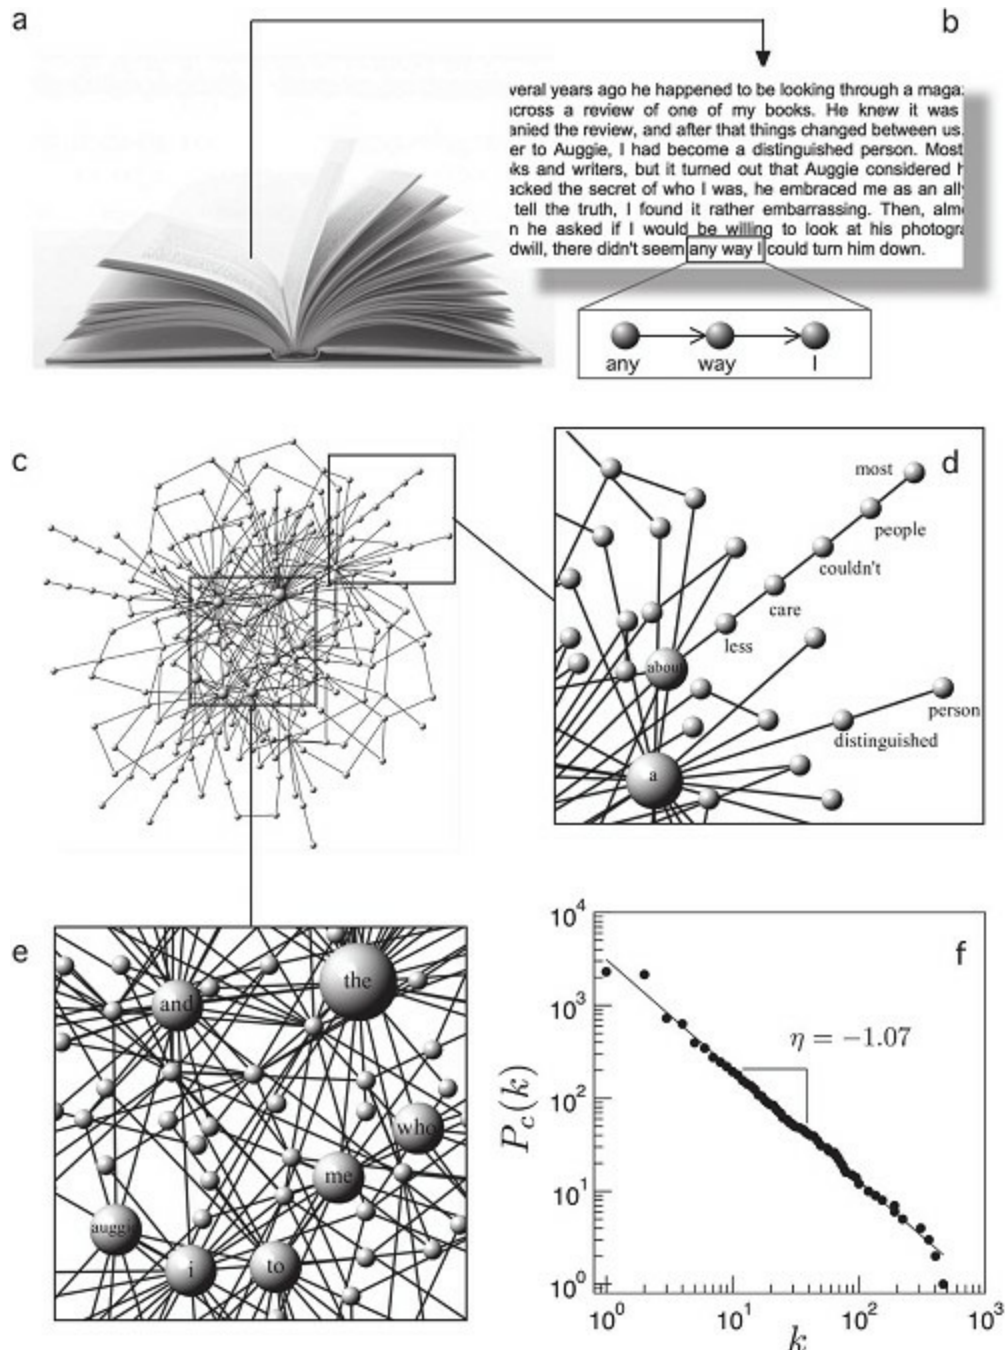 a
b
veral years ago he happened to be looking through a maga
across a review of one of my books. He knew it was
anied the review, and after that things changed between us.
er to Auggie, I had become a distinguished person. Most
ks and writers, but it turned out that Auggie considered h
acked the secret of who I was, he embraced me as an all
tell the truth, I found it rather embarrassing. Then, alm
n he asked if I would be willing to look at his photogra
dwill, there didn't seem any way I could turn him down.
any way I
c
d
most
people
couldn't
care
less
about
person
distinguished
a
e
the
and
who
me
auggie
i
to
f
10^4
10^3
10^2
10^1
10^0
P_c(k)
η = −1.07
10^0 10^1 10^2 10^3
k